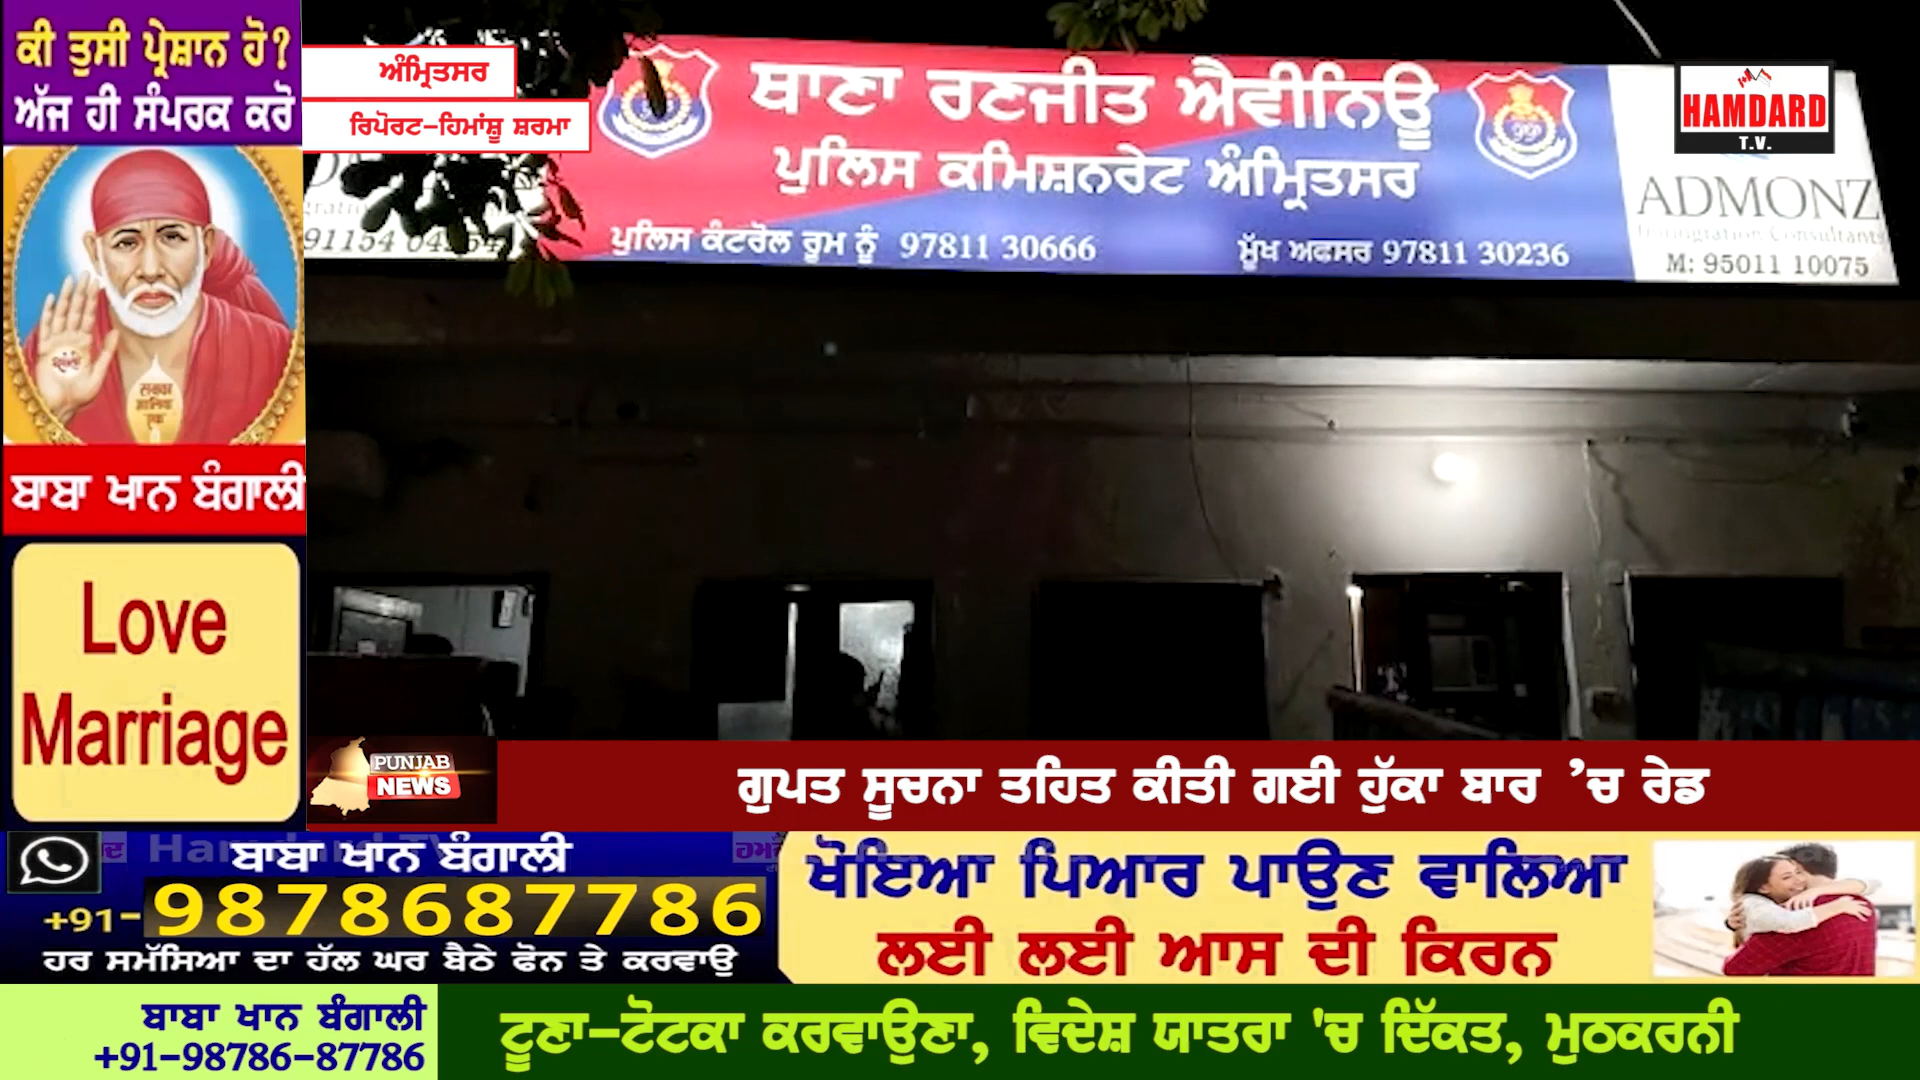 ਕੀ ਤੁਸੀ ਪ੍ਰੇਸ਼ਾਨ ਹੋ?
ਅੱਜ ਹੀ ਸੰਪਰਕ ਕਰੋ
ਅੰਮ੍ਰਿਤਸਰ
ਰਿਪੋਰਟ-ਹਿਮਾਂਸ਼ੂ ਸ਼ਰਮਾ
ਥਾਣਾ ਰਣਜੀਤ ਐਵੀਨਿਊ
ਪੁਲਿਸ ਕਮਿਸ਼ਨਰੇਟ ਅੰਮ੍ਰਿਤਸਰ
ਪੁਲਿਸ ਕੰਟਰੋਲ ਰੂਮ ਨੂੰ 97811 30666
ਮੁੱਖ ਅਫਸਰ 97811 30236
HAMDARD
T.V.
ADMONZ
Immigration Consultants
M: 95011 10075
ਬਾਬਾ ਖਾਨ ਬੰਗਾਲੀ
Love
Marriage
PUNJAB
NEWS
ਗੁਪਤ ਸੂਚਨਾ ਤਹਿਤ ਕੀਤੀ ਗਈ ਹੁੱਕਾ ਬਾਰ ’ਚ ਰੇਡ
ਬਾਬਾ ਖਾਨ ਬੰਗਾਲੀ
+91-9878687786
ਹਰ ਸਮੱਸਿਆ ਦਾ ਹੱਲ ਘਰ ਬੈਠੇ ਫੋਨ ਤੇ ਕਰਵਾਉ
ਖੋਇਆ ਪਿਆਰ ਪਾਉਣ ਵਾਲਿਆ
ਲਈ ਲਈ ਆਸ ਦੀ ਕਿਰਨ
ਬਾਬਾ ਖਾਨ ਬੰਗਾਲੀ
+91-98786-87786
ਟੂਣਾ-ਟੋਟਕਾ ਕਰਵਾਉਣਾ, ਵਿਦੇਸ਼ ਯਾਤਰਾ 'ਚ ਦਿੱਕਤ, ਮੁਠਕਰਨੀ